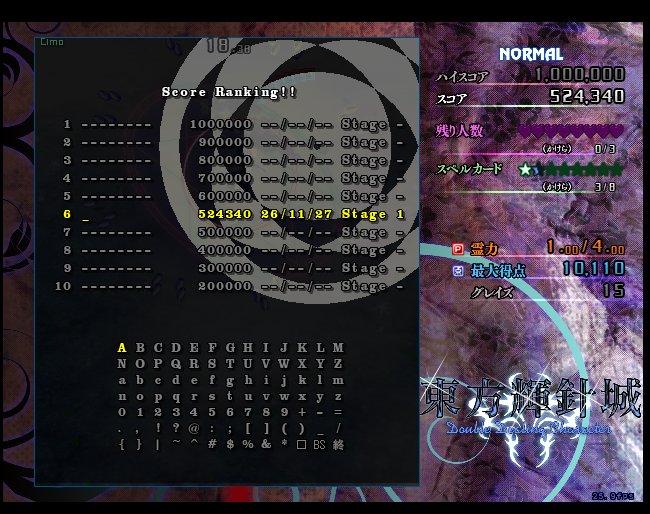 Cimo
18.38
Score Ranking!!
1 -------- 1000000 --/--/-- Stage -
2 -------- 900000 --/--/-- Stage -
3 -------- 800000 --/--/-- Stage -
4 -------- 700000 --/--/-- Stage -
5 -------- 600000 --/--/-- Stage -
6 _ 524340 26/11/27 Stage 1
7 -------- 500000 --/--/-- Stage -
8 -------- 400000 --/--/-- Stage -
9 -------- 300000 --/--/-- Stage -
10 -------- 200000 --/--/-- Stage -
A B C D E F G H I J K L M
N O P Q R S T U V W X Y Z
a b c d e f g h i j k l m
n o p q r s t u v w x y z
0 1 2 3 4 5 6 7 8 9 + - =
. , ! ? @ : ; [ ] ( ) _ /
{ } | ~ ^ # $ % & * □ BS 終
NORMAL
ハイスコア 1,000,000
スコア 524,340
残り人数
(かけら) 0/3
スペルカード
(かけら) 3/8
P 霊力 1.00/4.00
最大得点 10,110
グレイズ 15
東方輝針城
Double Dealing Character